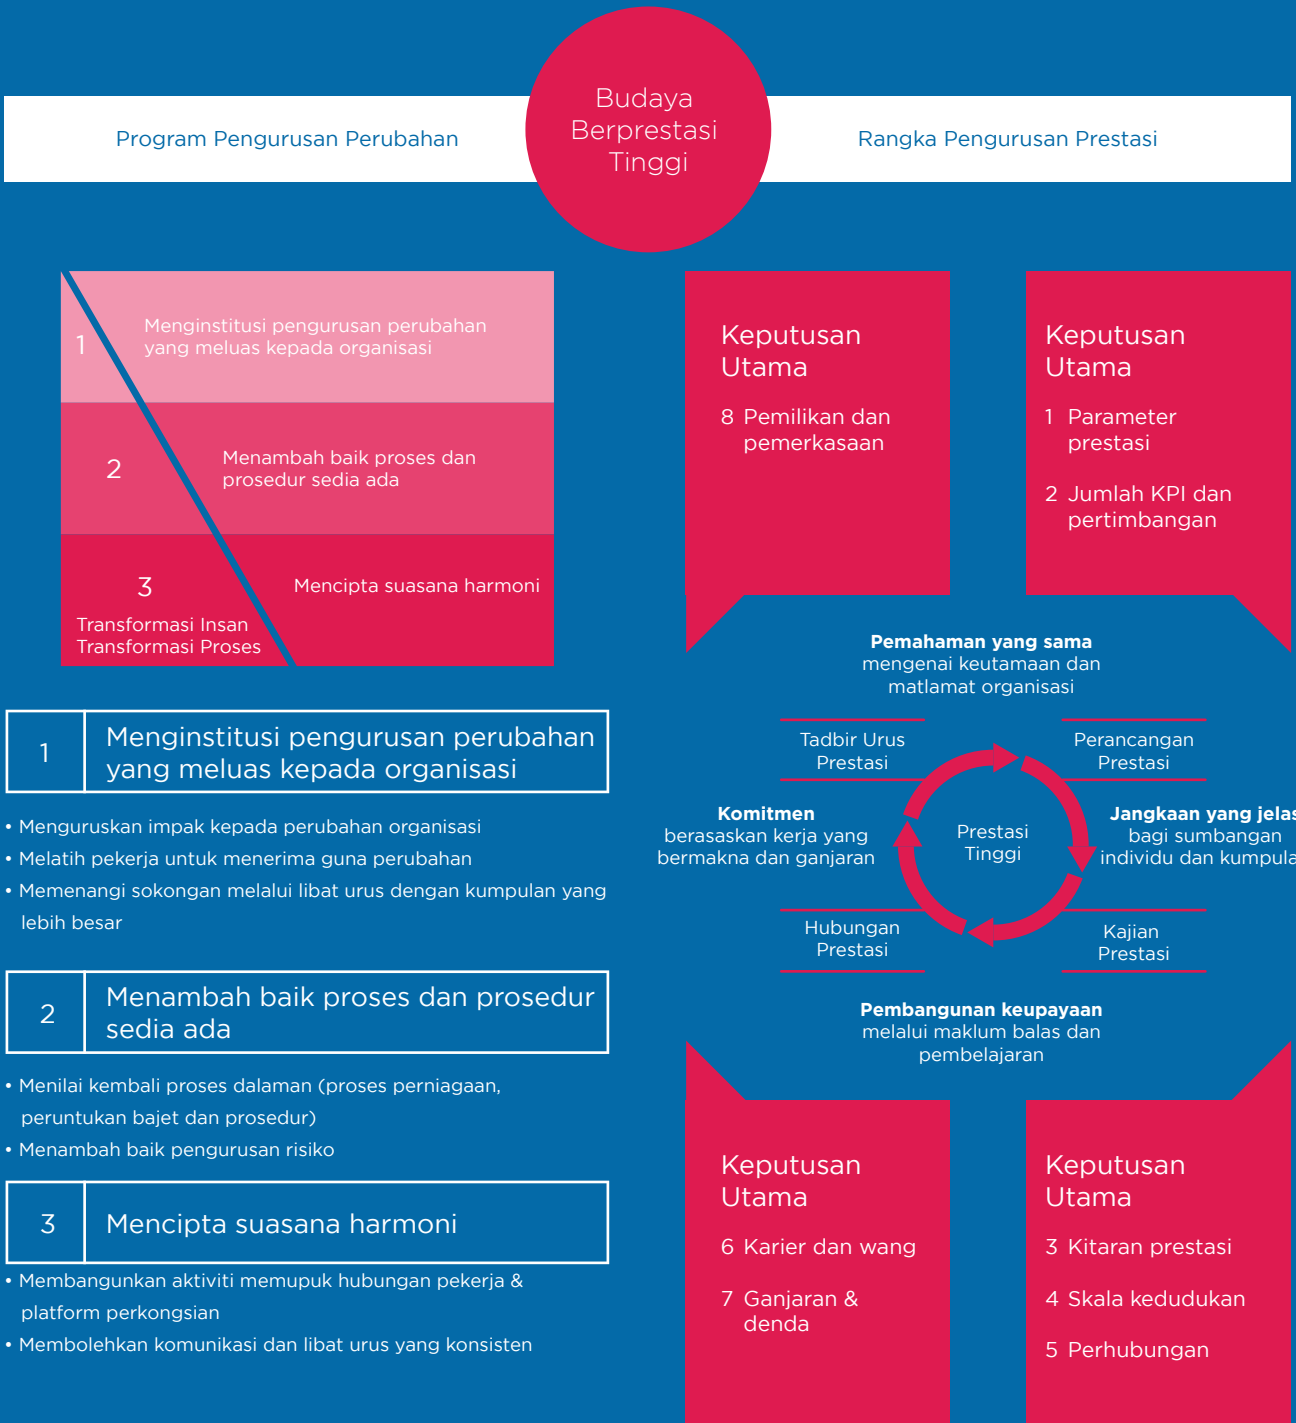 Budaya
Berprestasi
Tinggi
Program Pengurusan Perubahan
Rangka Pengurusan Prestasi
1
Menginstitusi pengurusan perubahan
yang meluas kepada organisasi
2
Menambah baik proses dan
prosedur sedia ada
3
Mencipta suasana harmoni
Transformasi Insan
Transformasi Proses
1
Menginstitusi pengurusan perubahan
yang meluas kepada organisasi
• Menguruskan impak kepada perubahan organisasi
• Melatih pekerja untuk menerima guna perubahan
• Memenangi sokongan melalui libat urus dengan kumpulan yang
lebih besar
2
Menambah baik proses dan prosedur
sedia ada
• Menilai kembali proses dalaman (proses perniagaan,
peruntukan bajet dan prosedur)
• Menambah baik pengurusan risiko
3
Mencipta suasana harmoni
• Membangunkan aktiviti memupuk hubungan pekerja &
platform perkongsian
• Membolehkan komunikasi dan libat urus yang konsisten
Keputusan
Utama
8 Pemilikan dan
pemerkasaan
Keputusan
Utama
1 Parameter
prestasi
2 Jumlah KPI dan
pertimbangan
Pemahaman yang sama
mengenai keutamaan dan
matlamat organisasi
Tadbir Urus
Prestasi
Perancangan
Prestasi
Komitmen
berasaskan kerja yang
bermakna dan ganjaran
Prestasi
Tinggi
Jangkaan yang jelas
bagi sumbangan
individu dan kumpula
Hubungan
Prestasi
Kajian
Prestasi
Pembangunan keupayaan
melalui maklum balas dan
pembelajaran
Keputusan
Utama
6 Karier dan wang
7 Ganjaran &
denda
Keputusan
Utama
3 Kitaran prestasi
4 Skala kedudukan
5 Perhubungan